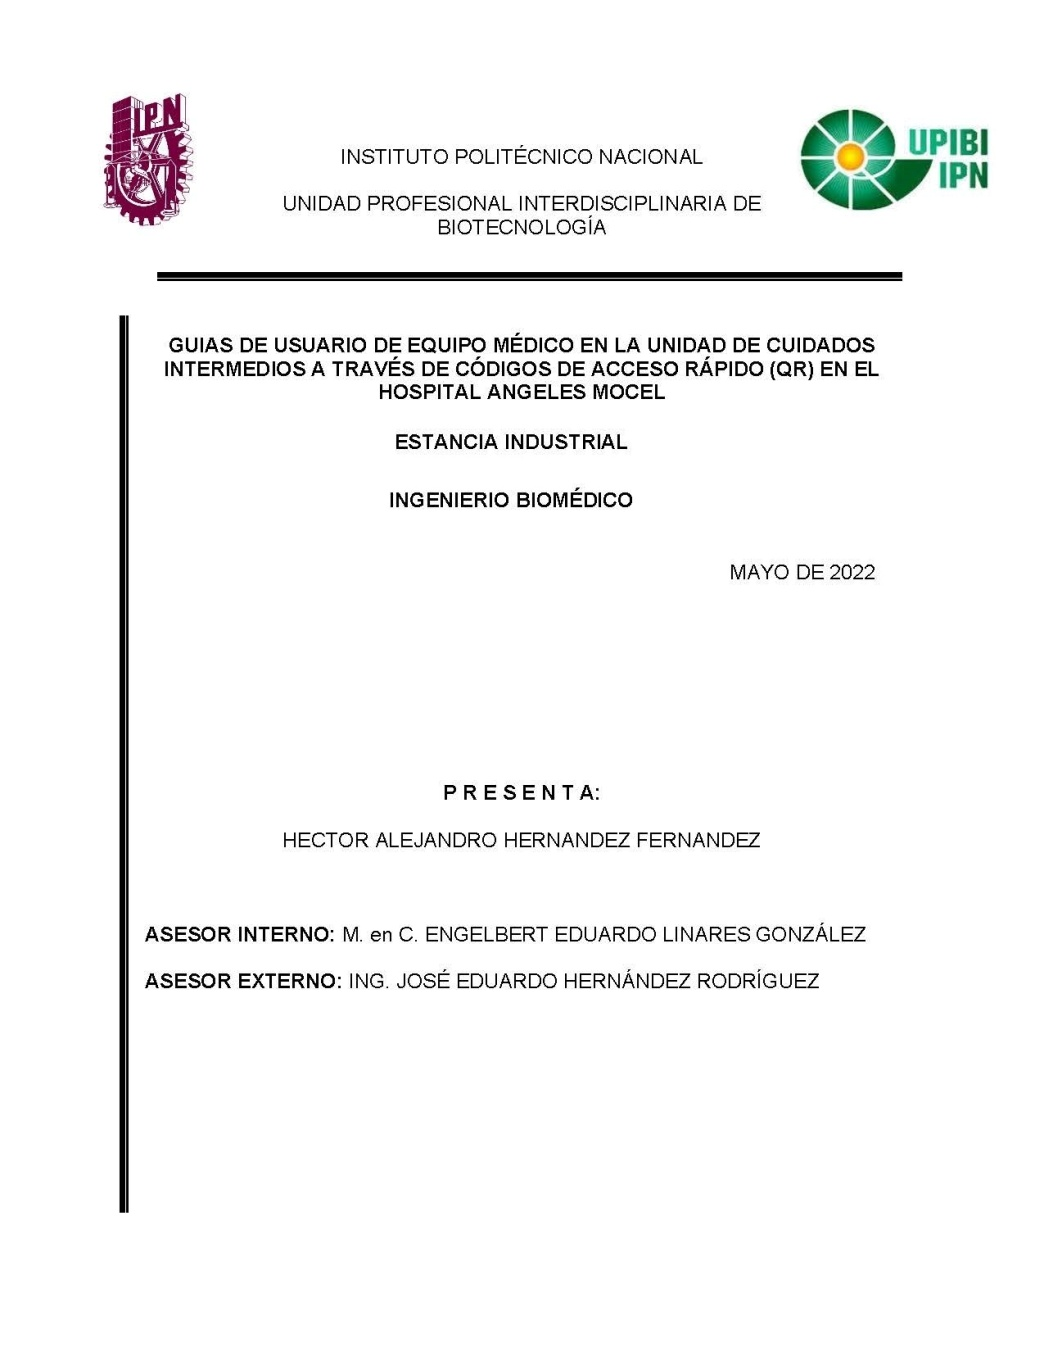 IPN
UPIBI
IPN
INSTITUTO POLITÉCNICO NACIONAL
UNIDAD PROFESIONAL INTERDISCIPLINARIA DE
BIOTECNOLOGÍA
GUIAS DE USUARIO DE EQUIPO MÉDICO EN LA UNIDAD DE CUIDADOS
INTERMEDIOS A TRAVÉS DE CÓDIGOS DE ACCESO RÁPIDO (QR) EN EL
HOSPITAL ANGELES MOCEL
ESTANCIA INDUSTRIAL
INGENIERIO BIOMÉDICO
MAYO DE 2022
P R E S E N T A:
HECTOR ALEJANDRO HERNANDEZ FERNANDEZ
ASESOR INTERNO: M. en C. ENGELBERT EDUARDO LINARES GONZÁLEZ
ASESOR EXTERNO: ING. JOSÉ EDUARDO HERNÁNDEZ RODRÍGUEZ